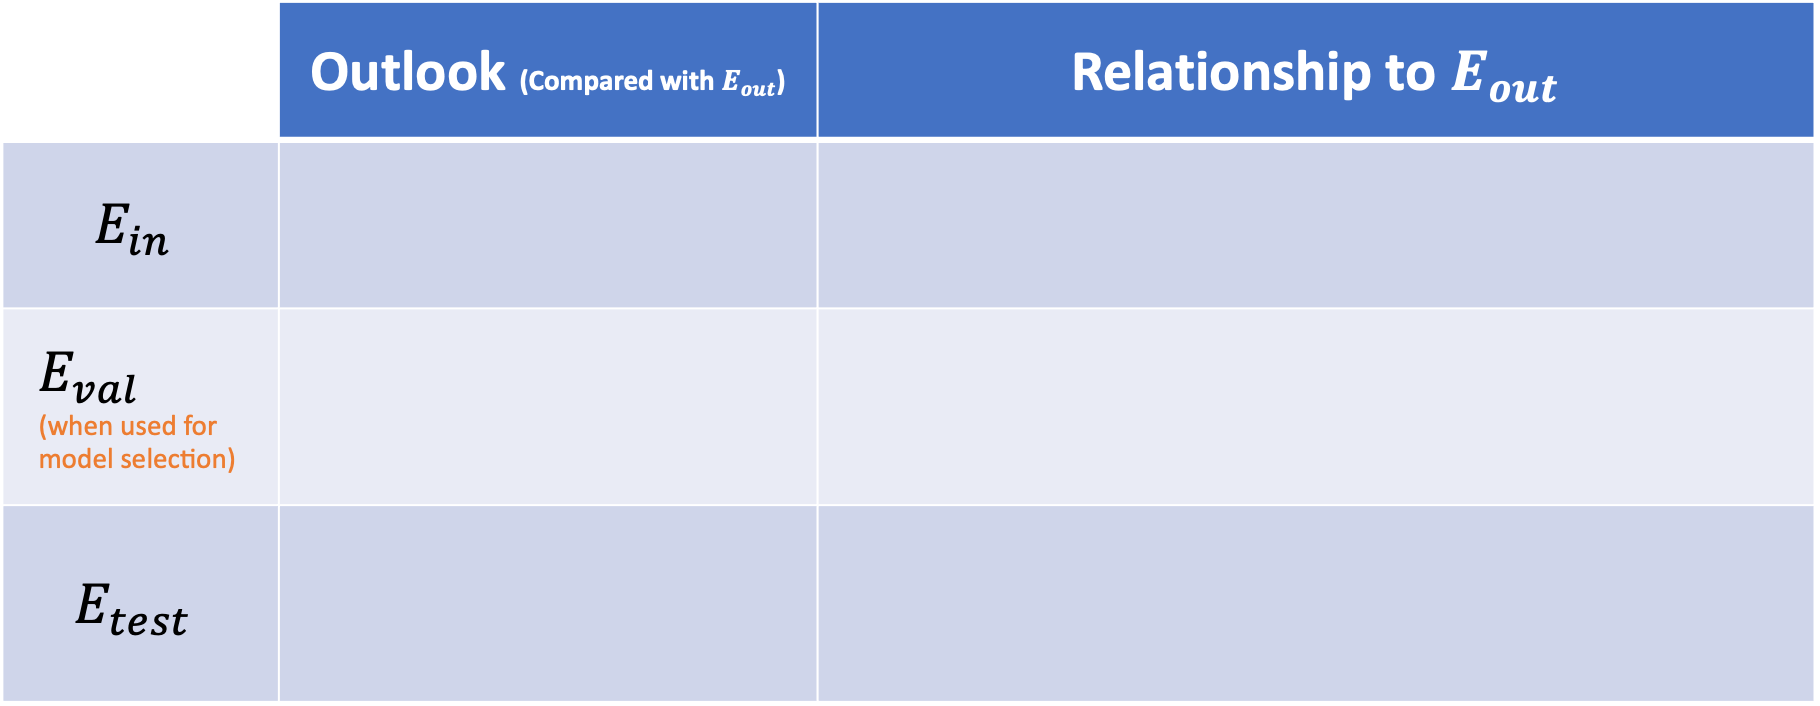 Outlook (Compared with E_out)
Relationship to E_out
E_in
E_val
(when used for
model selection)
E_test